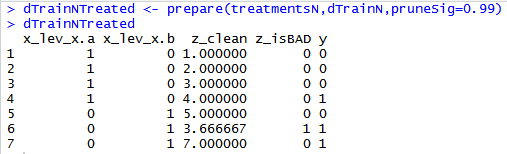 > dTrainNTreated <- prepare(treatmentsN,dTrainN,pruneSig=0.99)
> dTrainNTreated
  x_lev_x.a x_lev_x.b  z_clean z_isBAD y
1         1         0 1.000000       0 0
2         1         0 2.000000       0 0
3         1         0 3.000000       0 0
4         1         0 4.000000       0 1
5         0         1 5.000000       0 0
6         0         1 3.666667       1 1
7         0         1 7.000000       0 1